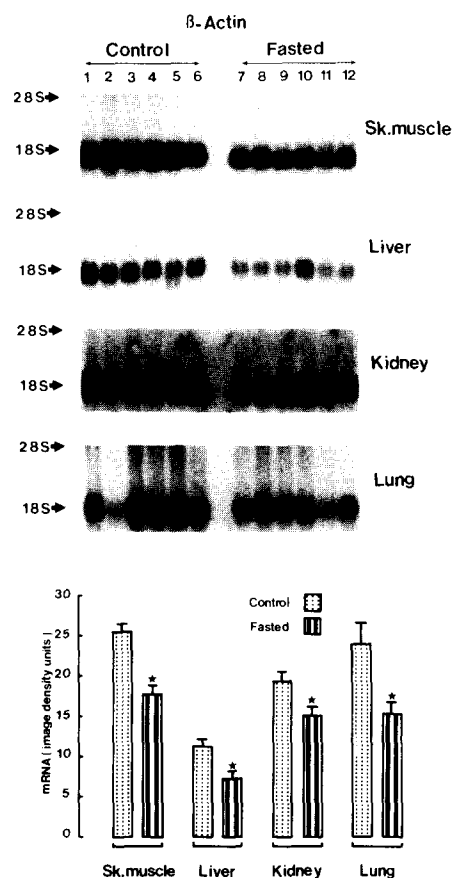 β-Actin
Control Fasted
1 2 3 4 5 6 7 8 9 10 11 12
28S
Sk.muscle
18S
28S
Liver
18S
28S
Kidney
18S
28S
Lung
18S
30
25
20
15
10
5
0
mRNA ( image density units )
Control
Fasted
★ ★ ★ ★
Sk.muscle Liver Kidney Lung